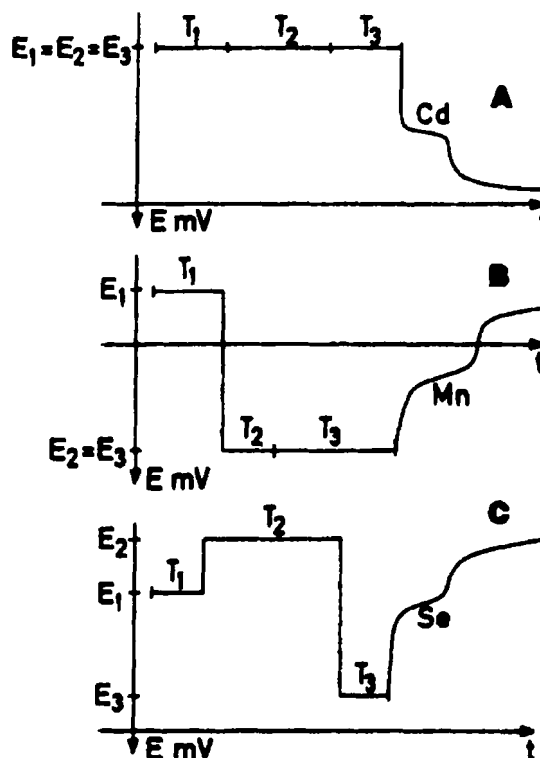 T1 T2 T3
E1 = E2 = E3
A
Cd
E mV
B
T1
E1
t
Mn
T2 T3
E2 = E3
E mV
C
T2
E2
T1
E1
Se
T3
E3
E mV
t